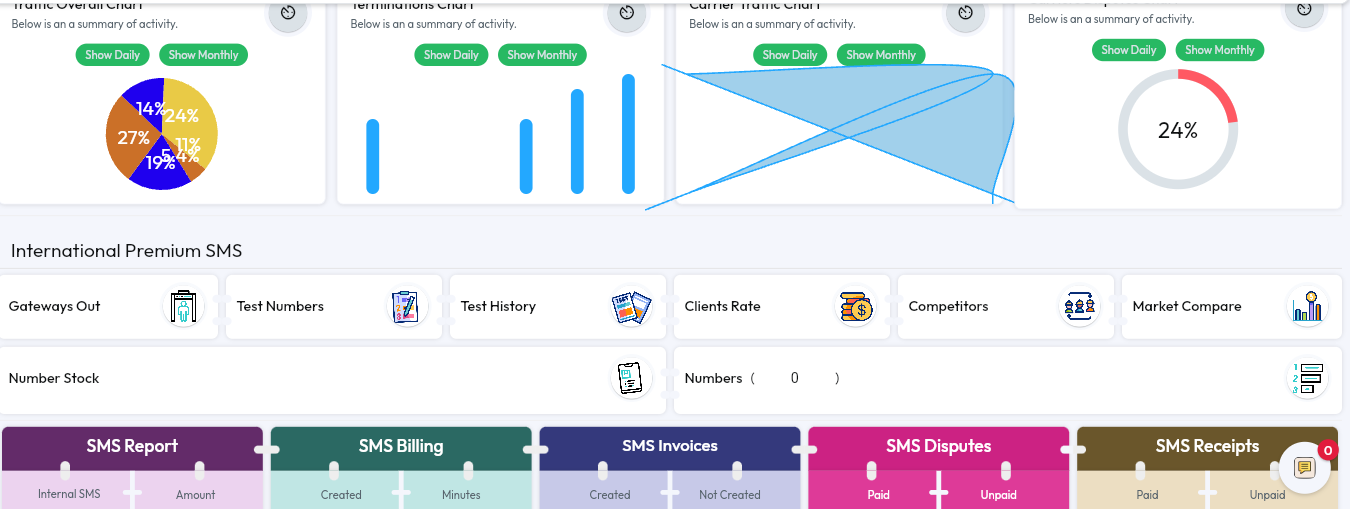 Traffic Overall Chart
Below is an a summary of activity.
Show Daily Show Monthly
14%
24%
27%
11%
19%
5.4%
Terminations Chart
Below is an a summary of activity.
Show Daily Show Monthly
Carrier Traffic Chart
Below is an a summary of activity.
Show Daily Show Monthly
Below is an a summary of activity.
Show Daily Show Monthly
24%
International Premium SMS
Gateways Out
Test Numbers
Test History
Clients Rate
Competitors
Market Compare
Number Stock
Numbers ( 0 )
SMS Report
Internal SMS Amount
SMS Billing
Created Minutes
SMS Invoices
Created Not Created
SMS Disputes
Paid Unpaid
SMS Receipts
Paid Unpaid
0